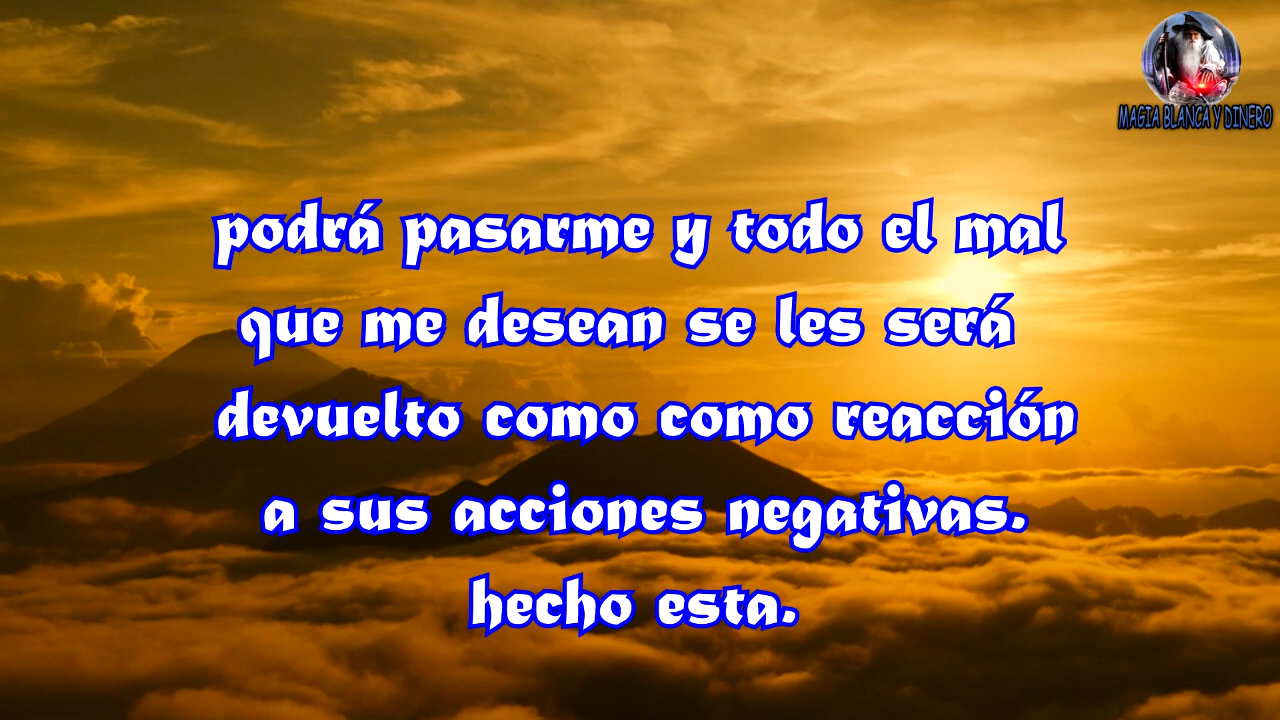 MAGIA BLANCA Y DINERO
podrá pasarme y todo el mal
que me desean se les será
devuelto como como reacción
a sus acciones negativas.
hecho esta.